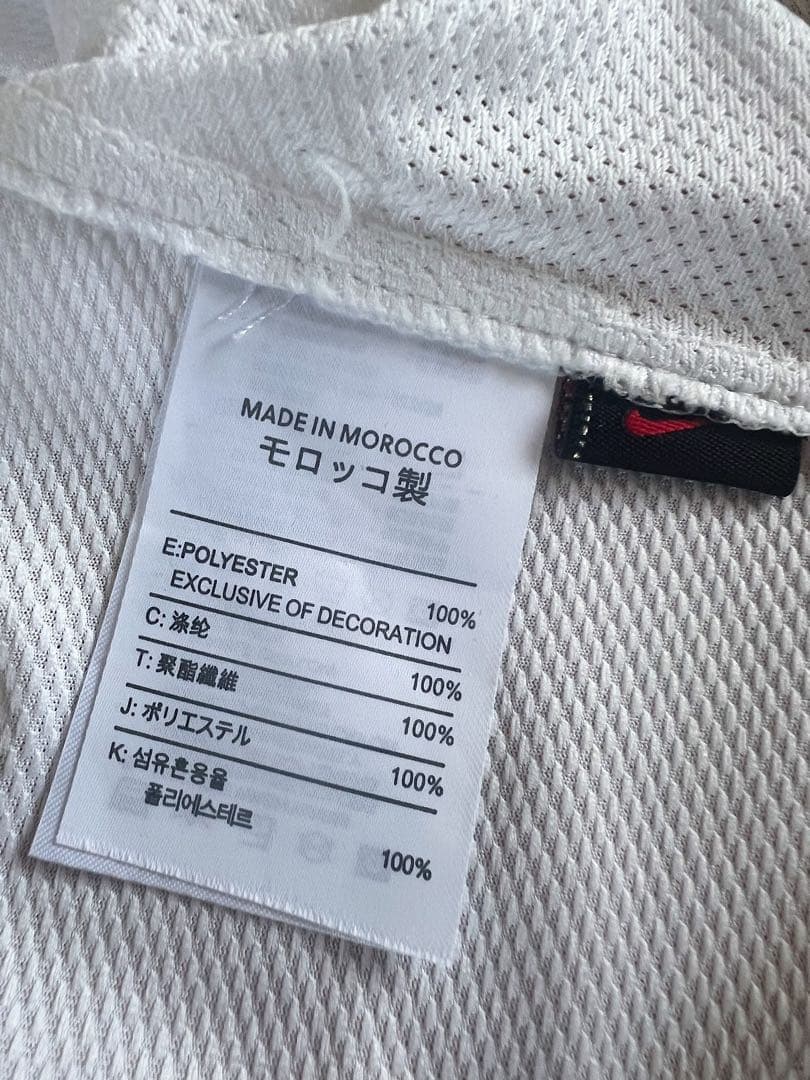 MADE IN MOROCCO
モロッコ製
E:POLYESTER 100%
EXCLUSIVE OF DECORATION
C: 涤纶 100%
T: 聚酯纖維 100%
J: ポリエステル 100%
K: 섬유혼용율
폴리에스테르 100%